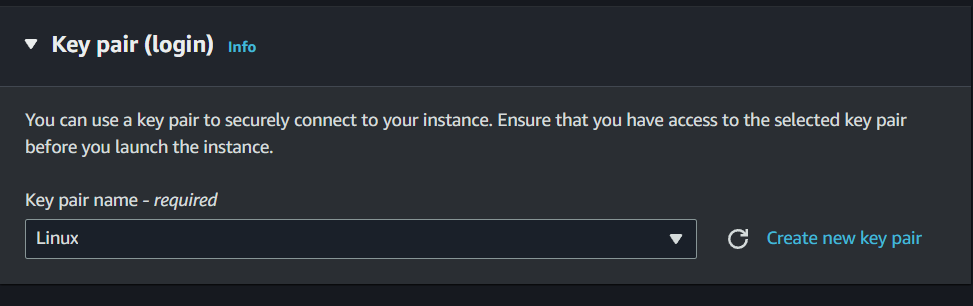 Key pair (login) Info
You can use a key pair to securely connect to your instance. Ensure that you have access to the selected key pair
before you launch the instance.
Key pair name - required
Linux
Create new key pair